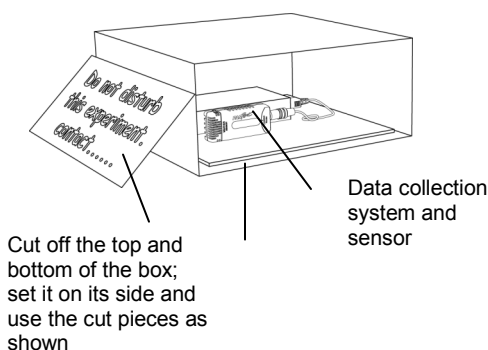 Do not disturb
this experiment.
contact......
Data collection
system and
sensor
Cut off the top and
bottom of the box;
set it on its side and
use the cut pieces as
shown